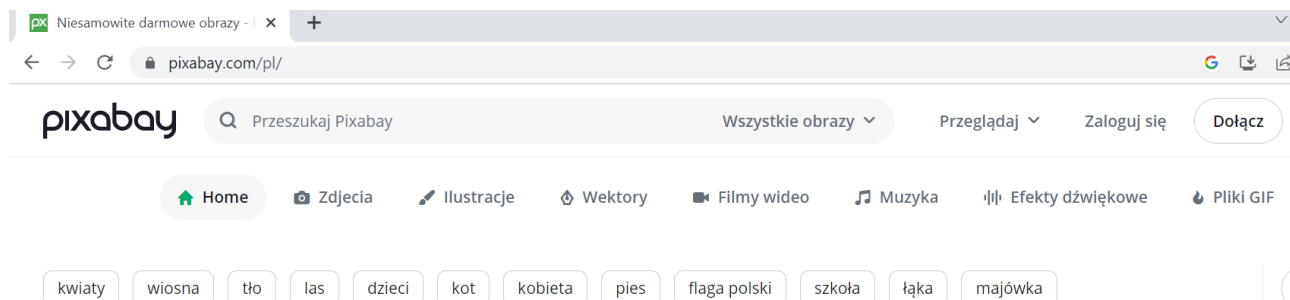 px Niesamowite darmowe obrazy -
pixabay.com/pl/
pixabay Przeszukaj Pixabay Wszystkie obrazy Przeglądaj Zaloguj się Dołącz
Home Zdjecia Ilustracje Wektory Filmy wideo Muzyka Efekty dźwiękowe Pliki GIF
kwiaty wiosna tło las dzieci kot kobieta pies flaga polski szkoła łąka majówka